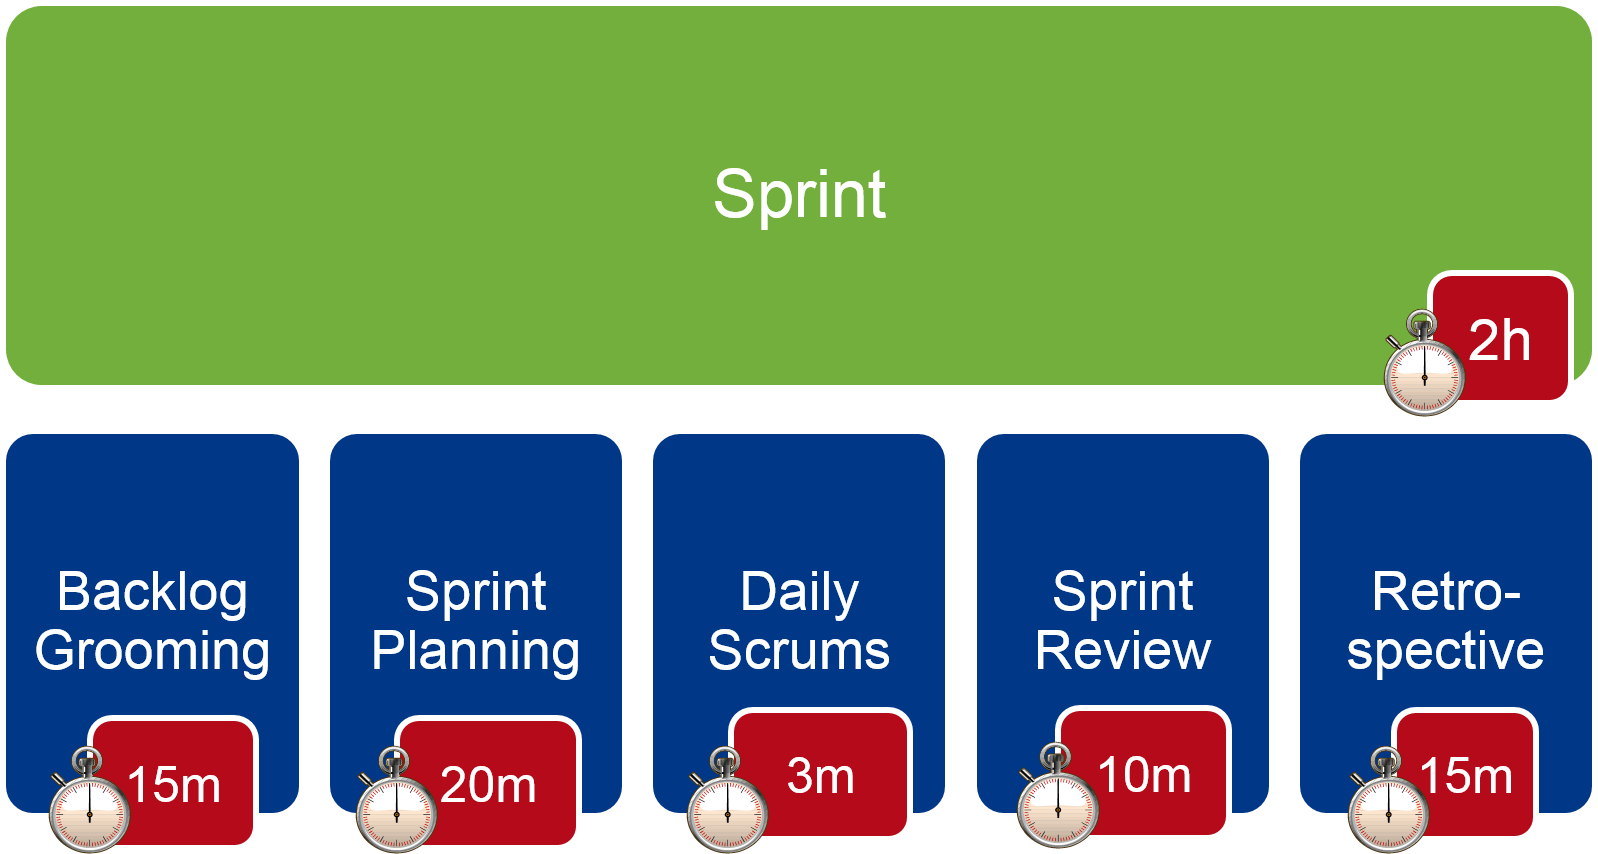 Sprint
2h
Backlog
Grooming
15m
Sprint
Planning
20m
Daily
Scrums
3m
Sprint
Review
10m
Retro-
spective
15m